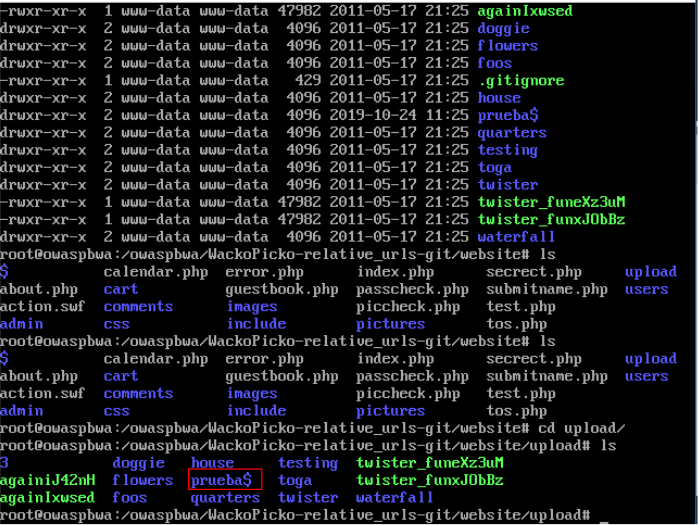 -rwxr-xr-x 1 www-data www-data 47982 2011-05-17 21:25 againIxwsed
drwxr-xr-x 2 www-data www-data 4096 2011-05-17 21:25 doggie
drwxr-xr-x 2 www-data www-data 4096 2011-05-17 21:25 flowers
drwxr-xr-x 2 www-data www-data 4096 2011-05-17 21:25 foos
-rwxr-xr-x 1 www-data www-data 429 2011-05-17 21:25 .gitignore
drwxr-xr-x 2 www-data www-data 4096 2011-05-17 21:25 house
drwxr-xr-x 2 www-data www-data 4096 2019-10-24 11:25 prueba$
drwxr-xr-x 2 www-data www-data 4096 2011-05-17 21:25 quarters
drwxr-xr-x 2 www-data www-data 4096 2011-05-17 21:25 testing
drwxr-xr-x 2 www-data www-data 4096 2011-05-17 21:25 toga
drwxr-xr-x 2 www-data www-data 4096 2011-05-17 21:25 twister
-rwxr-xr-x 1 www-data www-data 47982 2011-05-17 21:25 twister_funeXz3uM
-rwxr-xr-x 1 www-data www-data 47982 2011-05-17 21:25 twister_funxJObBz
drwxr-xr-x 2 www-data www-data 4096 2011-05-17 21:25 waterfall
root@owaspbwa:/owaspbwa/WackoPicko-relative_urls-git/website# ls
$ calendar.php error.php index.php secrect.php upload
about.php cart guestbook.php passcheck.php submitname.php users
action.swf comments images piccheck.php test.php
admin css include pictures tos.php
root@owaspbwa:/owaspbwa/WackoPicko-relative_urls-git/website# ls
$ calendar.php error.php index.php secrect.php upload
about.php cart guestbook.php passcheck.php submitname.php users
action.swf comments images piccheck.php test.php
admin css include pictures tos.php
root@owaspbwa:/owaspbwa/WackoPicko-relative_urls-git/website# cd upload/
root@owaspbwa:/owaspbwa/WackoPicko-relative_urls-git/website/upload# ls
3 doggie house testing twister_funeXz3uM
againiJ42nH flowers prueba$ toga twister_funxJObBz
againIxwsed foos quarters twister waterfall
root@owaspbwa:/owaspbwa/WackoPicko-relative_urls-git/website/upload# _